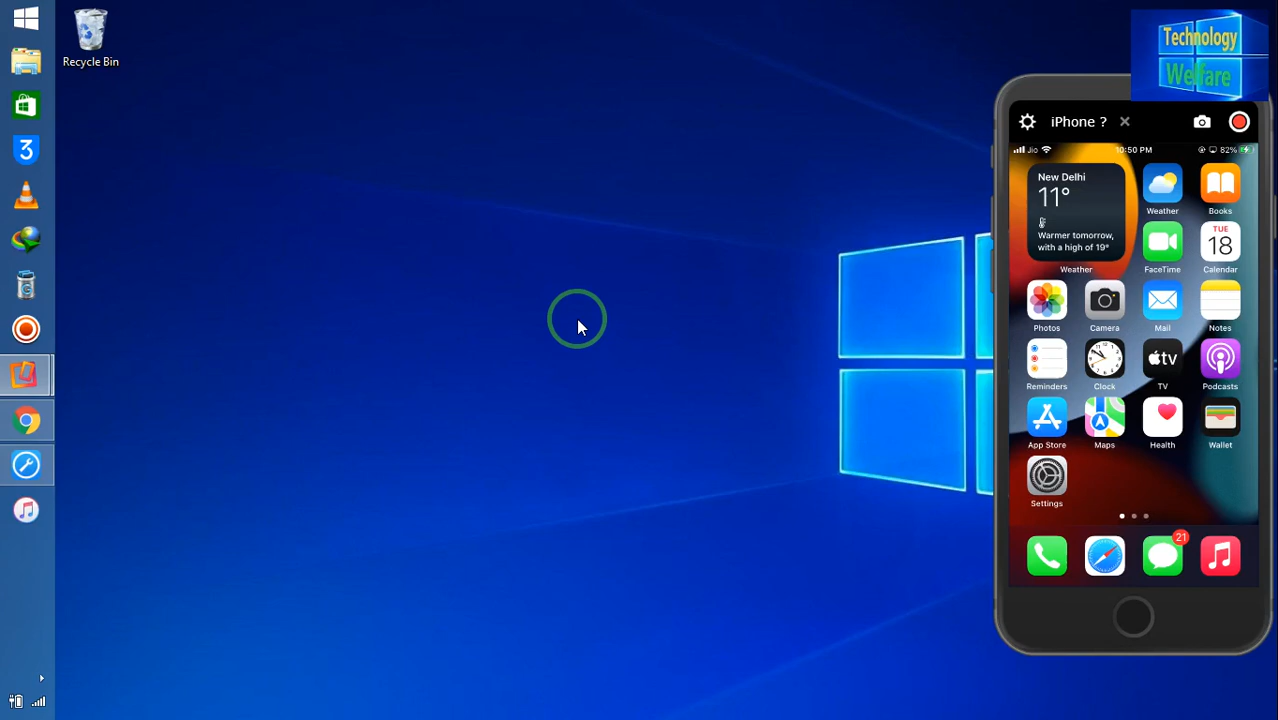 Recycle Bin
3
Technology
Welfare
iPhone ?
Jio
10:50 PM
82%
New Delhi
11°
Warmer tomorrow,
with a high of 19°
Weather
Weather
Books
FaceTime
TUE
18
Calendar
Photos
Camera
Mail
Notes
Reminders
Clock
tv
TV
Podcasts
App Store
Maps
Health
Wallet
Settings
21